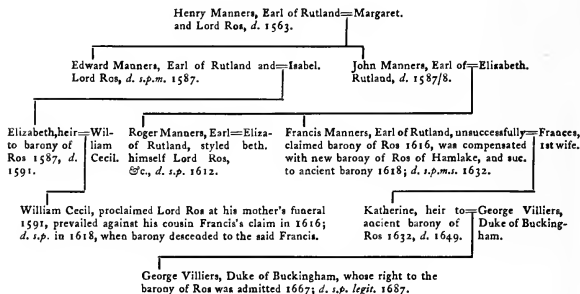 Henry Manners, Earl of Rutland=Margaret.
and Lord Ros, d. 1563.
Edward Manners, Earl of Rutland and=Isabel.
Lord Ros, d. s.p.m. 1587.
John Manners, Earl of=Elizabeth.
Rutland, d. 1587/8.
Elizabeth, heir=Wil-
to barony of liam
Ros 1587, d. Cecil.
1591.
Roger Manners, Earl=Eliza-
of Rutland, styled beth.
himself Lord Ros,
&c., d. s.p. 1612.
Francis Manners, Earl of Rutland, unsuccessfully=Frances,
claimed barony of Ros 1616, was compensated 1st wife.
with new barony of Ros of Hamlake, and suc.
to ancient barony 1618; d. s.p.m.s. 1632.
William Cecil, proclaimed Lord Ros at his mother's funeral
1591, prevailed against his cousin Francis's claim in 1616;
d. s.p. in 1618, when barony descended to the said Francis.
Katherine, heir to=George Villiers,
ancient barony of Duke of Bucking-
Ros 1632, d. 1649. ham.
George Villiers, Duke of Buckingham, whose right to the
barony of Ros was admitted 1667; d. s.p. legit. 1687.